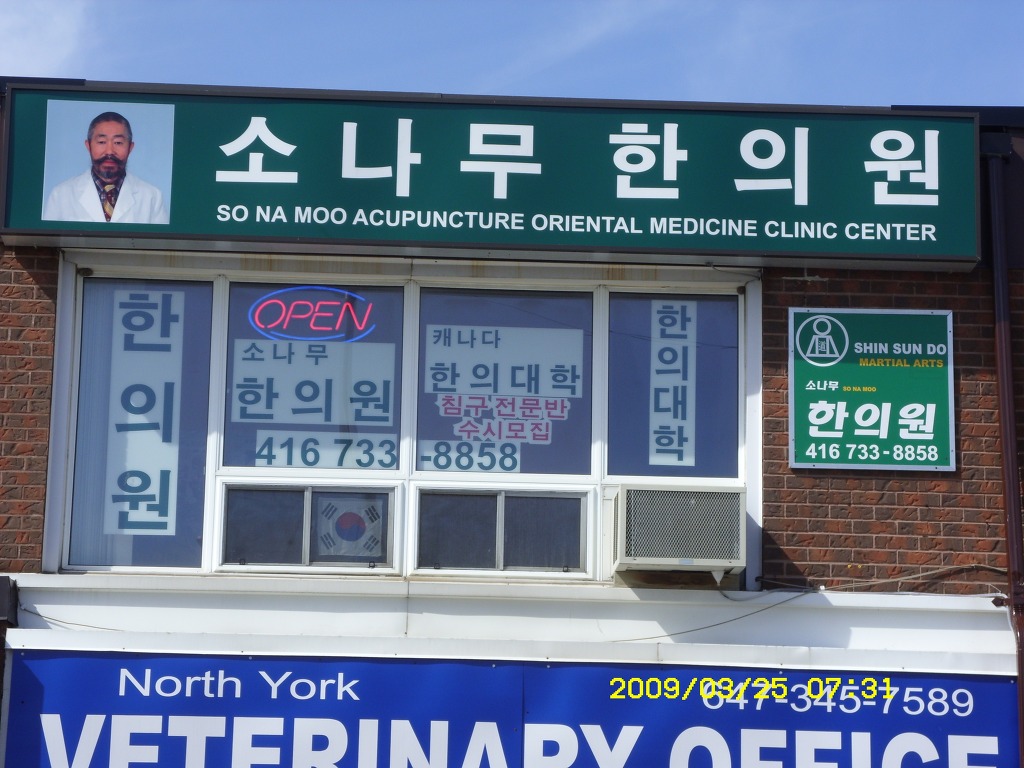 소나무한의원
SO NA MOO ACUPUNCTURE ORIENTAL MEDICINE CLINIC CENTER
한의원
OPEN
소나무
한의원
416 733-8858
캐나다
한의대학
침구전문반
수시모집
한의대학
SHIN SUN DO
MARTIAL ARTS
소나무 SO NA MOO
한의원
416 733-8858
North York
647-345-7589
2009/03/25 07:31
VETERINARY OFFICE